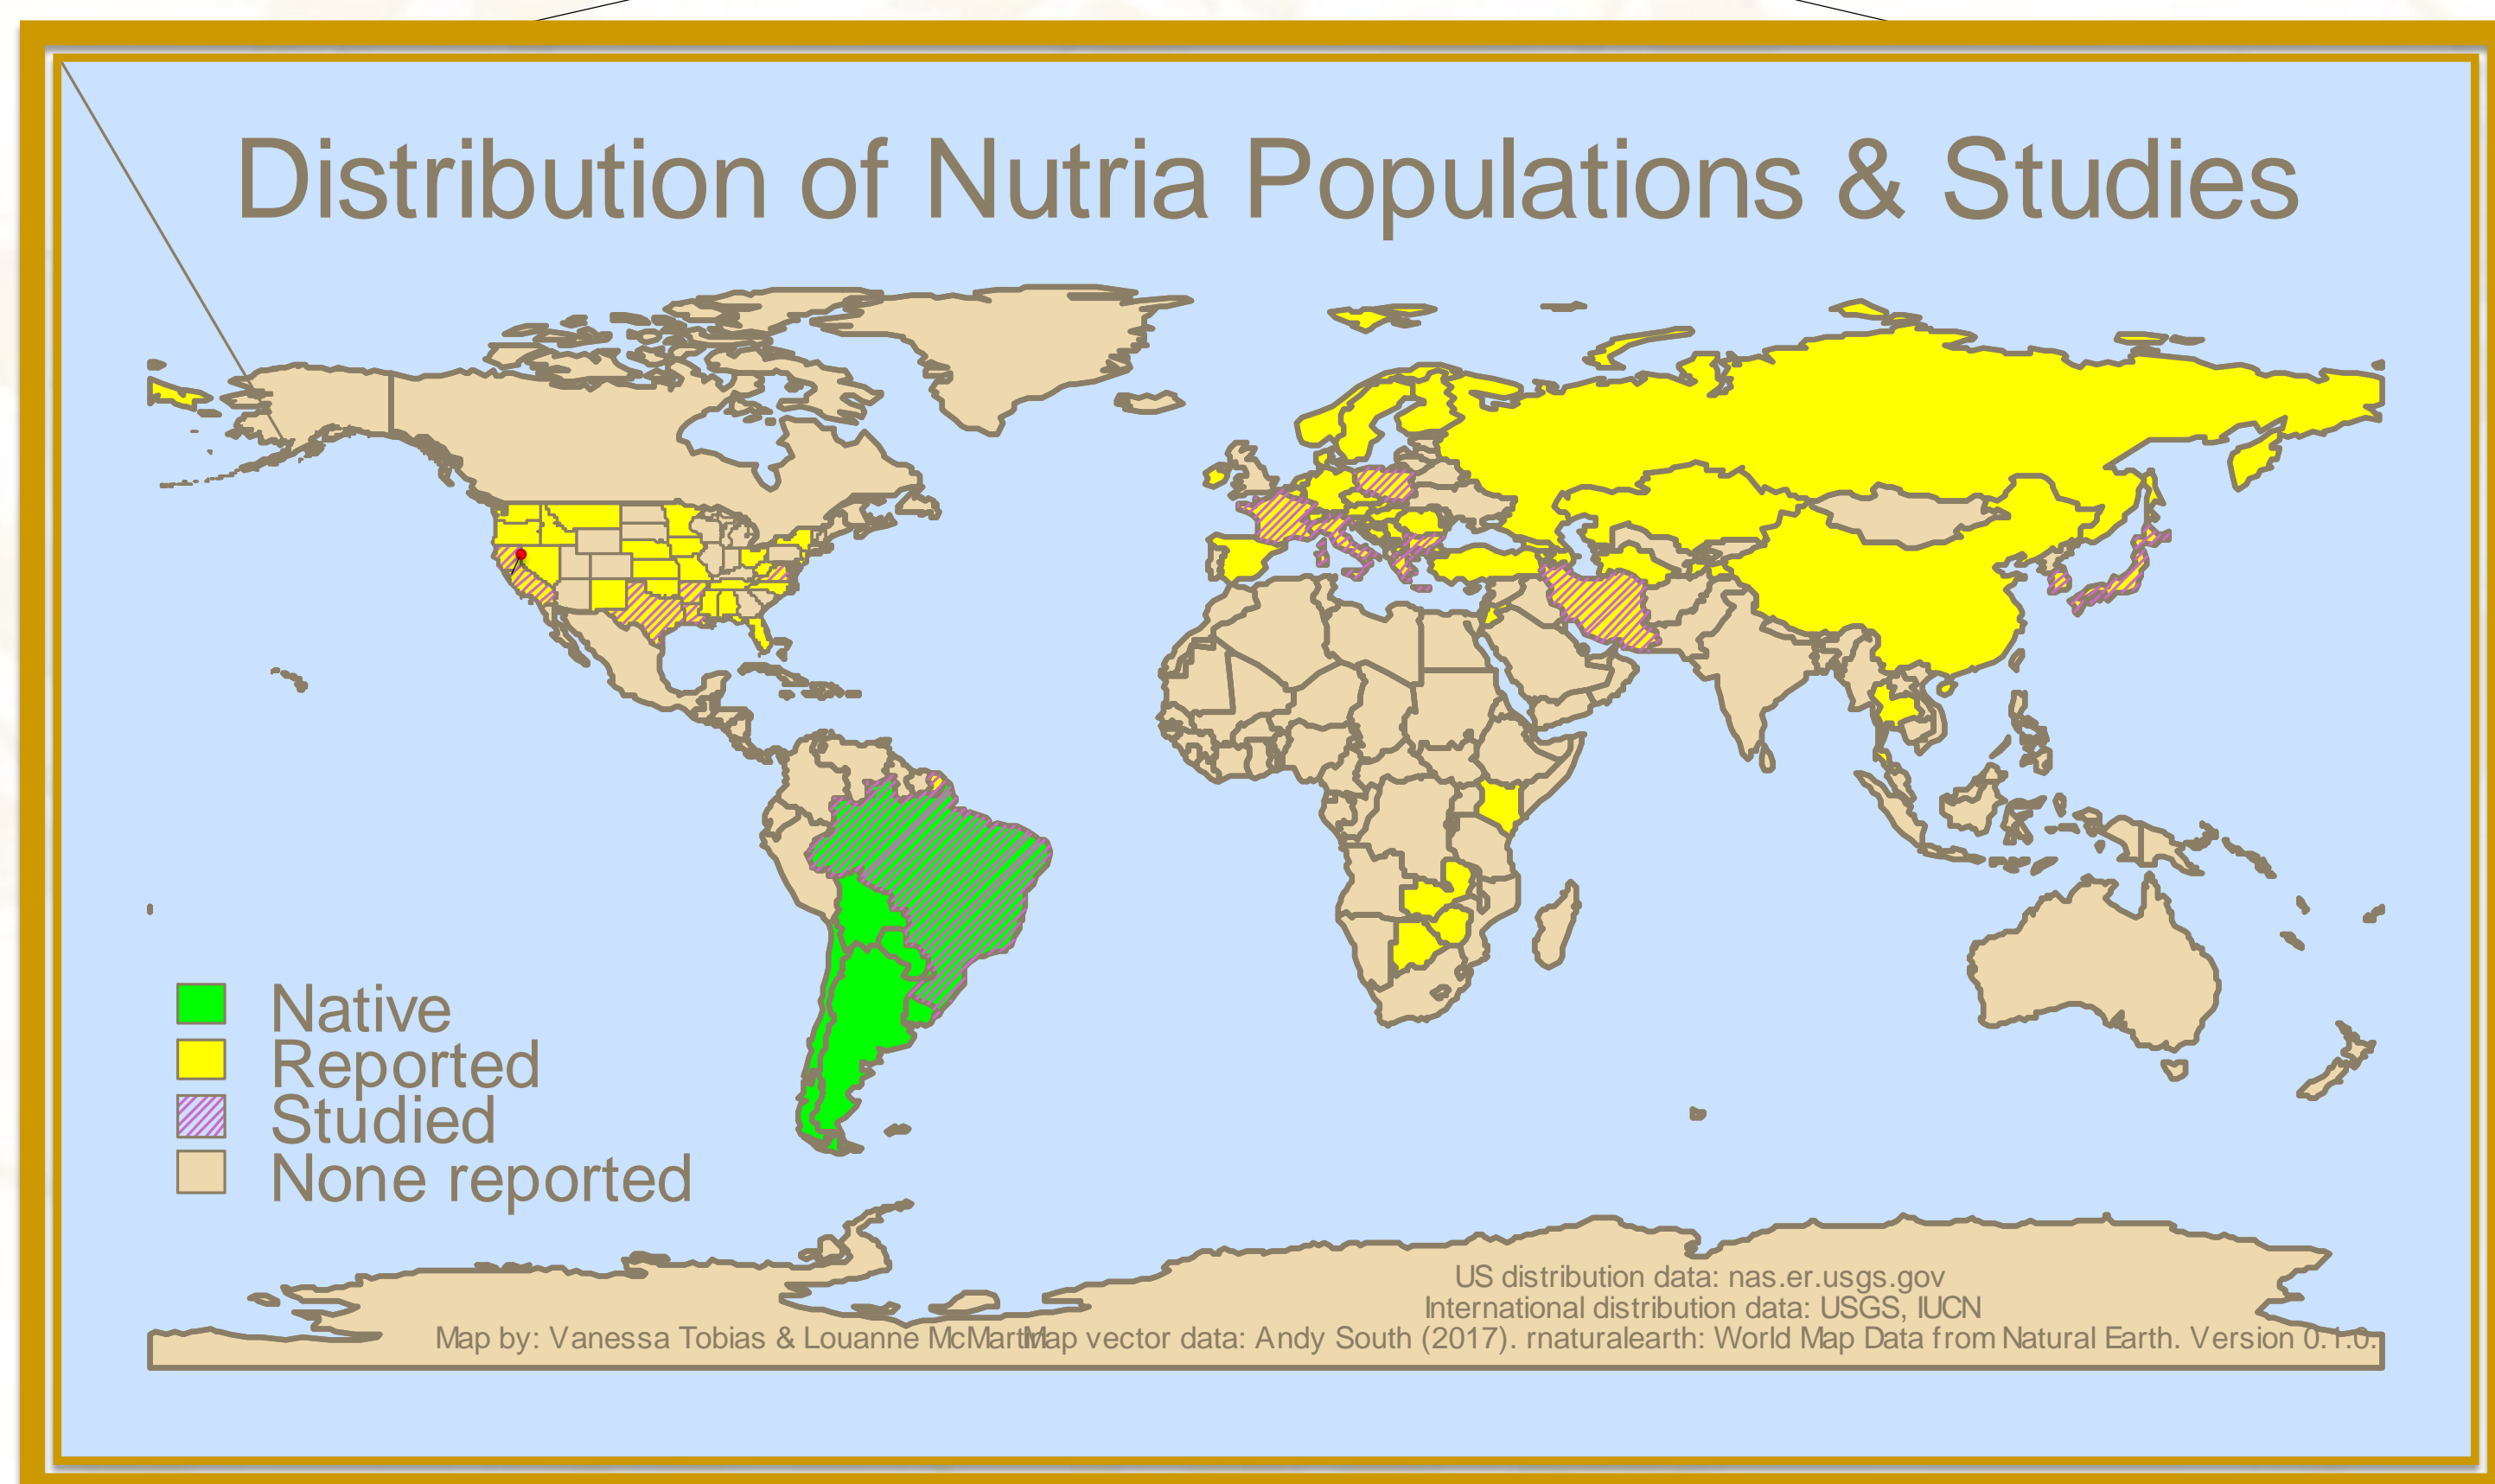 Distribution of Nutria Populations & Studies
Native
Reported
Studied
None reported
US distribution data: nas.er.usgs.gov
International distribution data: USGS, IUCN
Map by: Vanessa Tobias & Louanne McMartin
Map vector data: Andy South (2017). rnaturalearth: World Map Data from Natural Earth. Version 0.1.0.